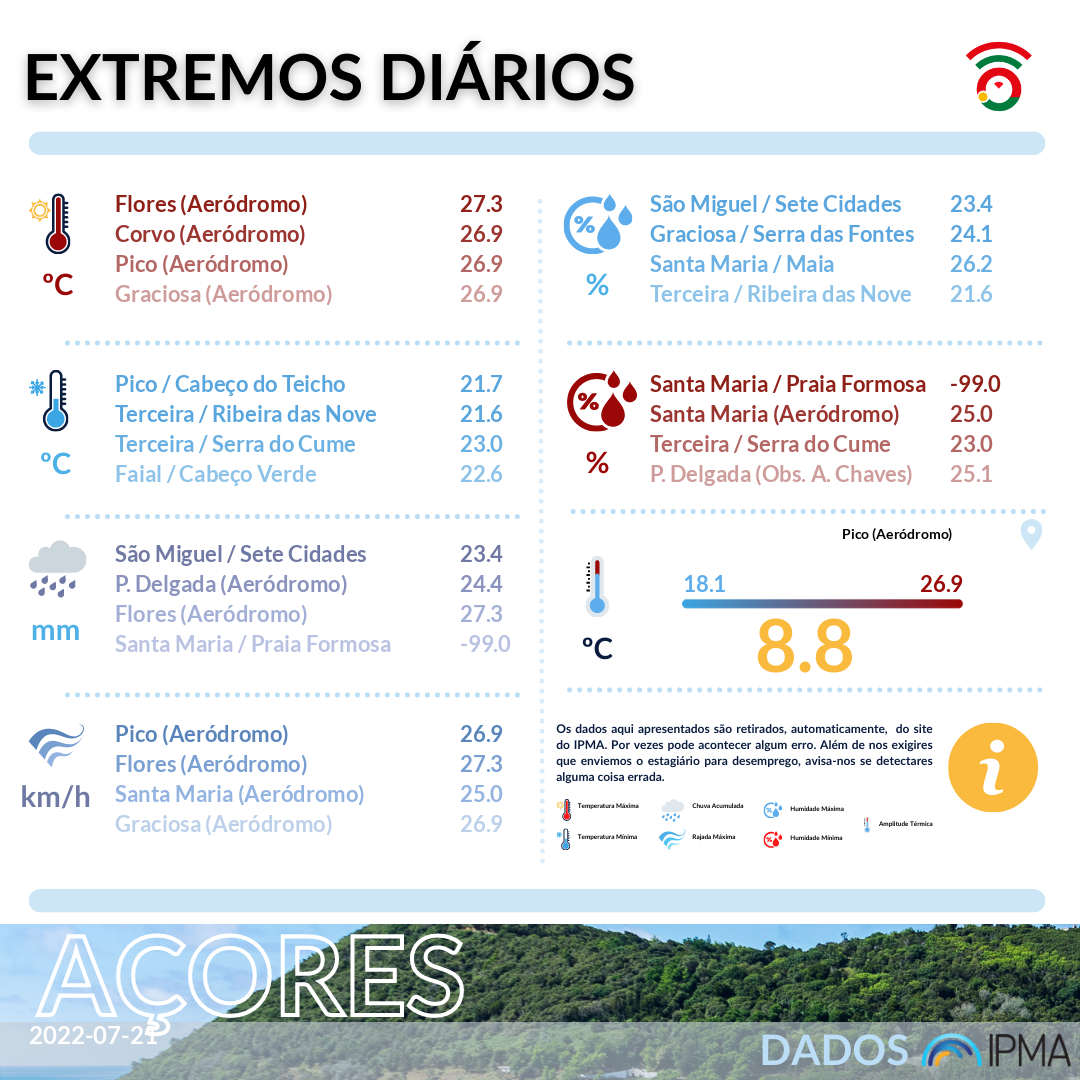 EXTREMOS DIÁRIOS
Flores (Aeródromo) 27.3
Corvo (Aeródromo) 26.9
Pico (Aeródromo) 26.9
Graciosa (Aeródromo) 26.9
ºC
Pico / Cabeço do Teicho 21.7
Terceira / Ribeira das Nove 21.6
Terceira / Serra do Cume 23.0
Faial / Cabeço Verde 22.6
ºC
São Miguel / Sete Cidades 23.4
P. Delgada (Aeródromo) 24.4
Flores (Aeródromo) 27.3
Santa Maria / Praia Formosa -99.0
mm
Pico (Aeródromo) 26.9
Flores (Aeródromo) 27.3
Santa Maria (Aeródromo) 25.0
Graciosa (Aeródromo) 26.9
km/h
%
São Miguel / Sete Cidades 23.4
Graciosa / Serra das Fontes 24.1
Santa Maria / Maia 26.2
Terceira / Ribeira das Nove 21.6
%
%
Santa Maria / Praia Formosa -99.0
Santa Maria (Aeródromo) 25.0
Terceira / Serra do Cume 23.0
P. Delgada (Obs. A. Chaves) 25.1
%
Pico (Aeródromo)
18.1 26.9
8.8
ºC
Os dados aqui apresentados são retirados, automaticamente, do site
do IPMA. Por vezes pode acontecer algum erro. Além de nos exigires
que enviemos o estagiário para desemprego, avisa-nos se detectares
alguma coisa errada.
i
Temperatura Máxima Chuva Acumulada Humidade Máxima
Amplitude Térmica
Temperatura Mínima Rajada Máxima Humidade Mínima
AÇORES
2022-07-21
DADOS IPMA